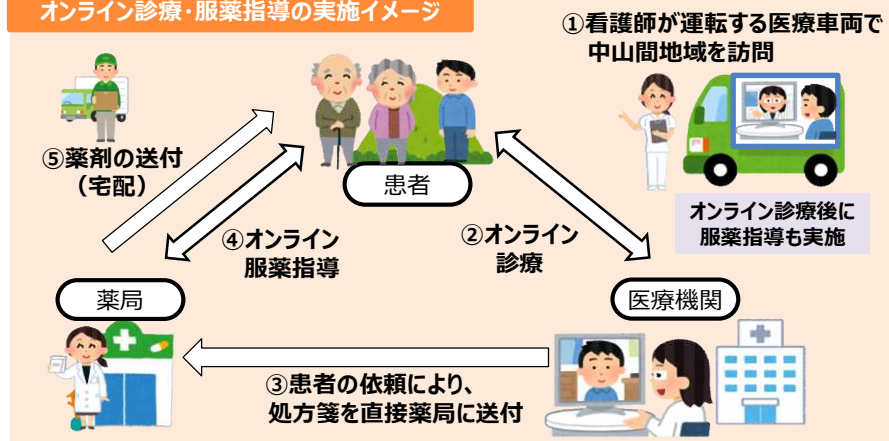 オンライン診療・服薬指導の実施イメージ
①看護師が運転する医療車両で
中山間地域を訪問
⑤薬剤の送付
（宅配）
患者
オンライン診療後に
服薬指導も実施
④オンライン
服薬指導
②オンライン
診療
薬局
医療機関
③患者の依頼により、
処方箋を直接薬局に送付